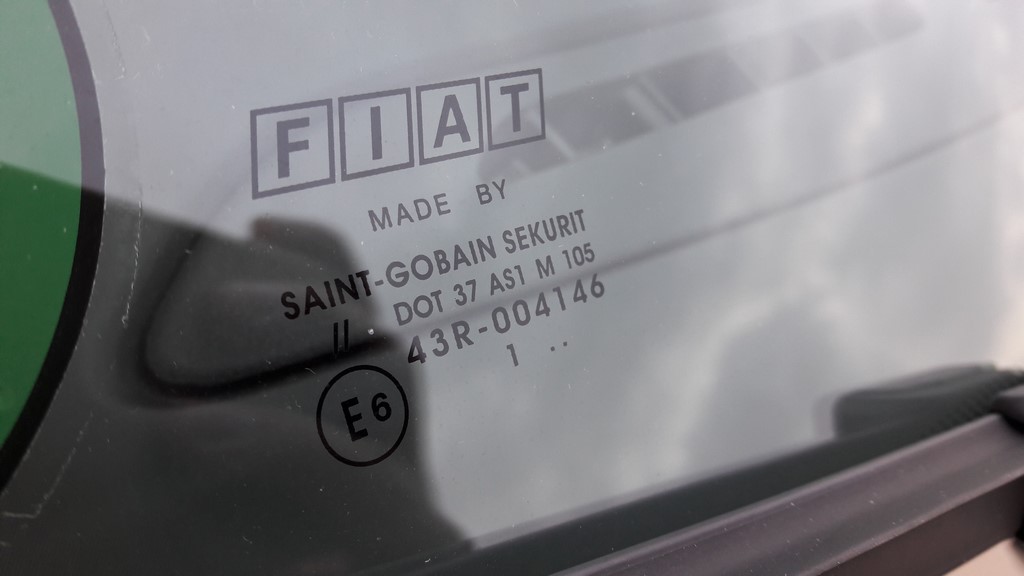 FIAT
MADE BY
SAINT-GOBAIN SEKURIT
DOT 37 AS1 M 105
II . 43R-004146
1 ..
E6